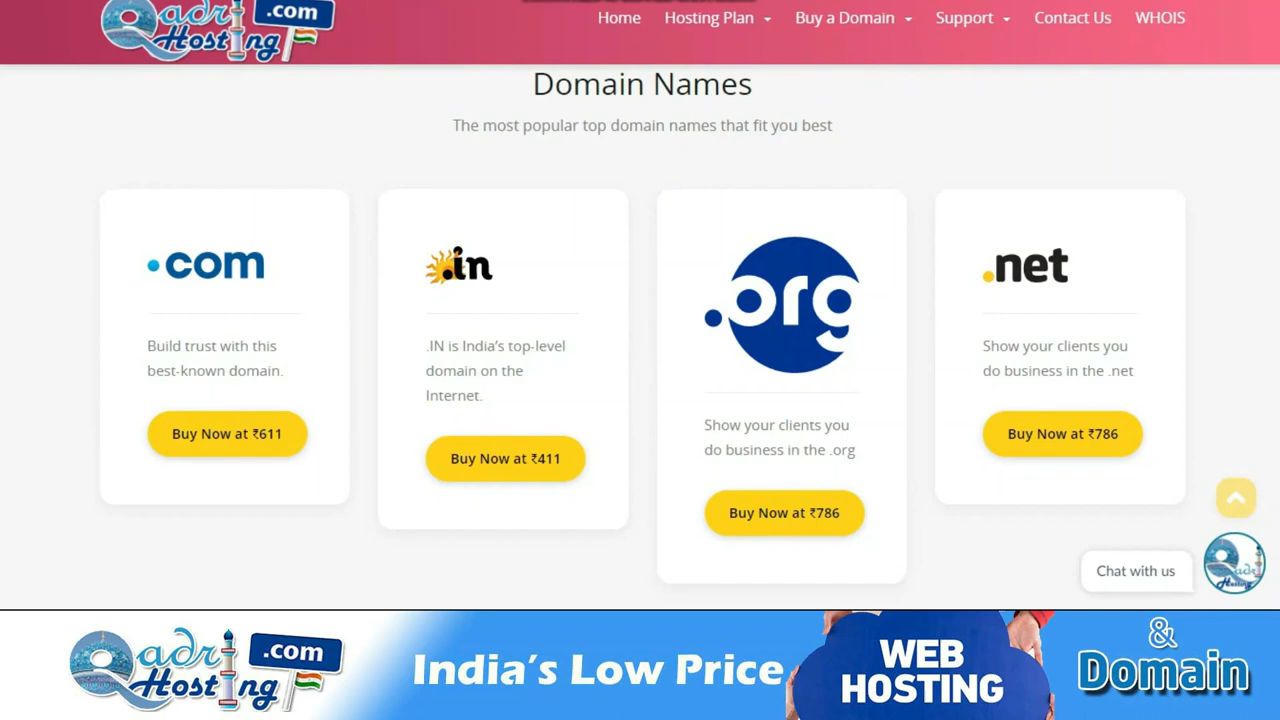 Qadri Hosting .com
Home
Hosting Plan
Buy a Domain
Support
Contact Us
WHOIS
Domain Names
The most popular top domain names that fit you best
.com
Build trust with this
best-known domain.
Buy Now at ₹611
.in
.IN is India’s top-level
domain on the
Internet.
Buy Now at ₹411
.org
Show your clients you
do business in the .org
Buy Now at ₹786
.net
Show your clients you
do business in the .net
Buy Now at ₹786
Chat with us
Qadri
Hosting
Qadri .com
Hosting
India’s Low Price
WEB
HOSTING
&
Domain